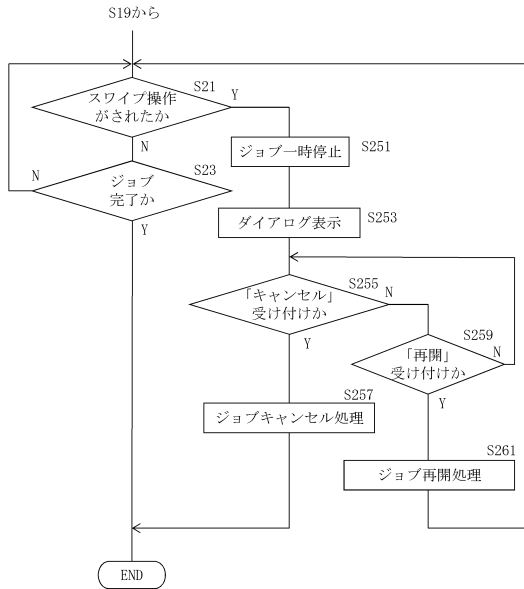 S19から
S21
スワイプ操作
がされたか
Y
N
S251
ジョブ一時停止
S23
N
ジョブ
完了か
Y
S253
ダイアログ表示
S255
「キャンセル」
受け付けか
N
Y
S259
「再開」
受け付けか
N
Y
S257
ジョブキャンセル処理
S261
ジョブ再開処理
END